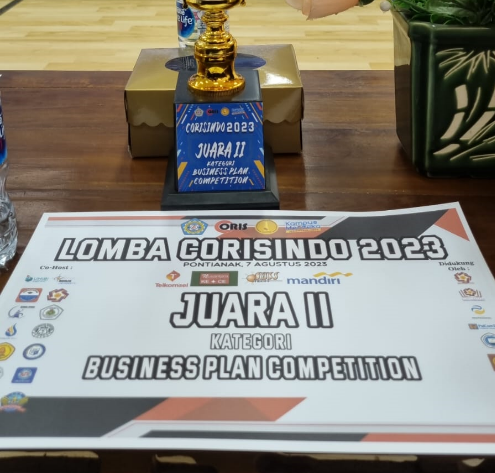 CORISINDO 2023
JUARA II
KATEGORI
BUSINESS PLAN
COMPETITION
CORIS
LOMBA CORISINDO 2023
PONTIANAK, 7 AGUSTUS 2023
Co-Host :
Didukung
Oleh :
Telkomsel
mandiri
JUARA II
KATEGORI
BUSINESS PLAN COMPETITION